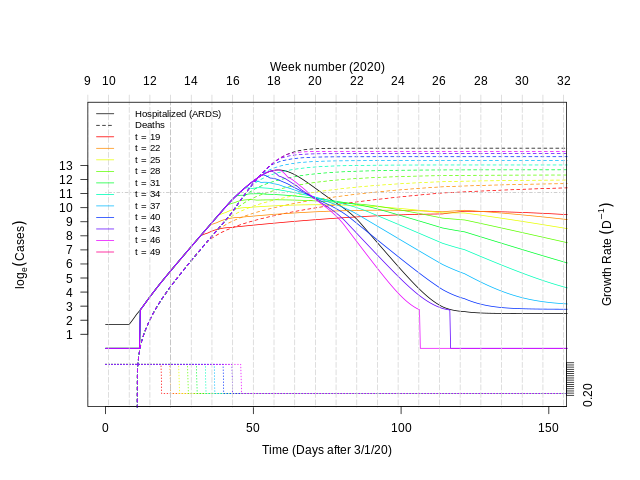 Week number (2020)
9 10 12 14 16 18 20 22 24 26 28 30 32
Hospitalized (ARDS)
Deaths
t = 19
t = 22
t = 25
t = 28
t = 31
t = 34
t = 37
t = 40
t = 43
t = 46
t = 49
13
12
11
10
9
8
7
6
5
4
3
2
1
logₑ(Cases)
Growth Rate (D⁻¹)
0.20
0 50 100 150
Time (Days after 3/1/20)